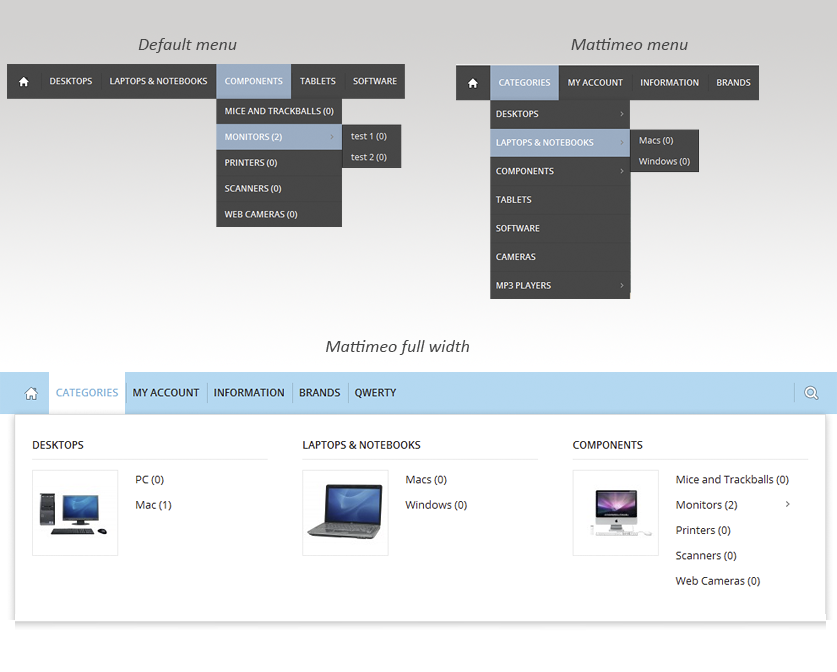 Default menu
DESKTOPS LAPTOPS & NOTEBOOKS COMPONENTS TABLETS SOFTWARE
MICE AND TRACKBALLS (0)
MONITORS (2)
test 1 (0)
test 2 (0)
PRINTERS (0)
SCANNERS (0)
WEB CAMERAS (0)
Mattimeo menu
CATEGORIES MY ACCOUNT INFORMATION BRANDS
DESKTOPS
LAPTOPS & NOTEBOOKS
Macs (0)
Windows (0)
COMPONENTS
TABLETS
SOFTWARE
CAMERAS
MP3 PLAYERS
Mattimeo full width
CATEGORIES MY ACCOUNT INFORMATION BRANDS QWERTY
DESKTOPS
PC (0)
Mac (1)
LAPTOPS & NOTEBOOKS
Macs (0)
Windows (0)
COMPONENTS
Mice and Trackballs (0)
Monitors (2)
Printers (0)
Scanners (0)
Web Cameras (0)